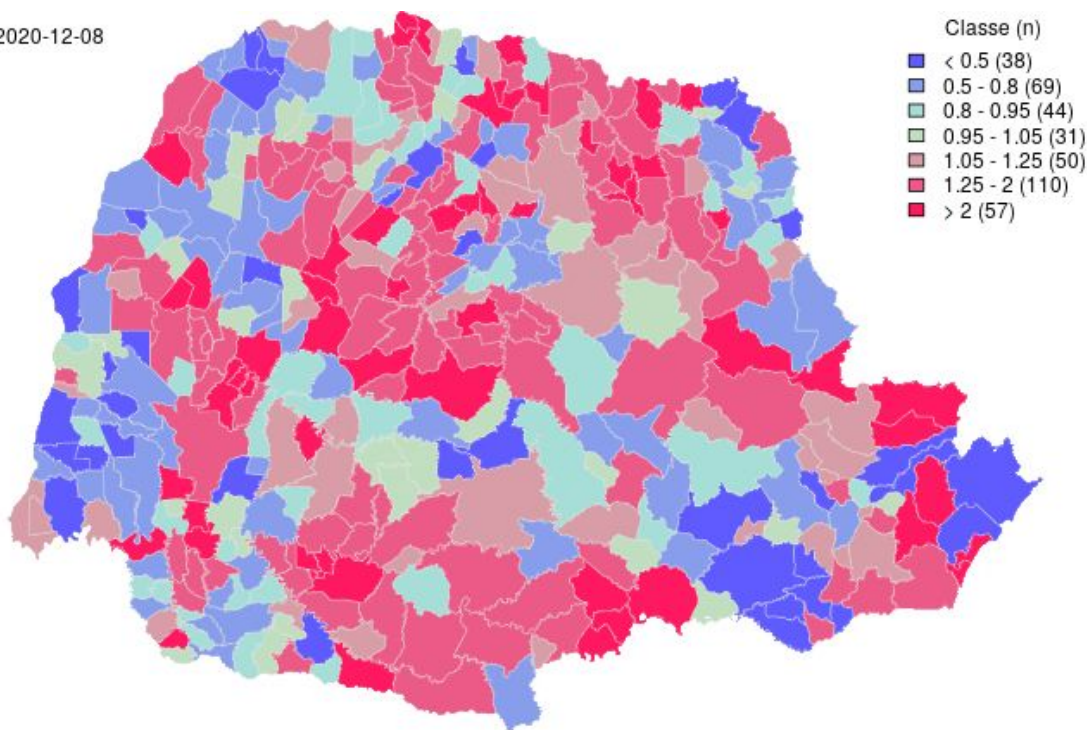 2020-12-08
Classe (n)
< 0.5 (38)
0.5 - 0.8 (69)
0.8 - 0.95 (44)
0.95 - 1.05 (31)
1.05 - 1.25 (50)
1.25 - 2 (110)
> 2 (57)